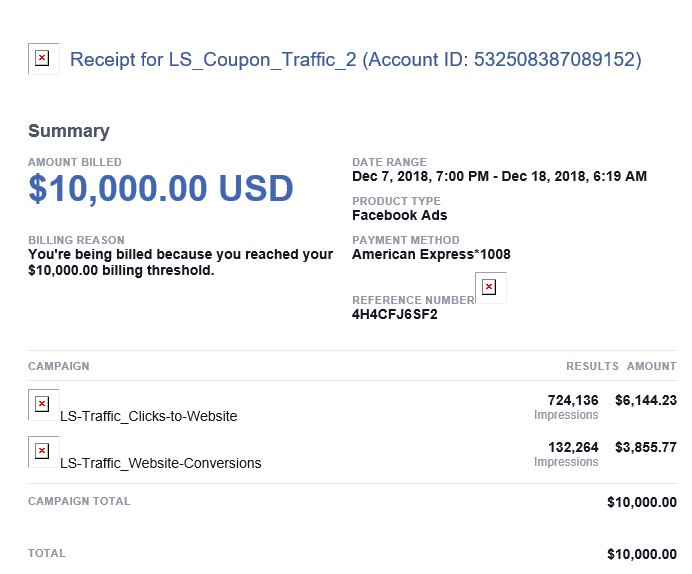 Receipt for LS_Coupon_Traffic_2 (Account ID: 532508387089152)
Summary
AMOUNT BILLED
$10,000.00 USD
BILLING REASON
You're being billed because you reached your
$10,000.00 billing threshold.
DATE RANGE
Dec 7, 2018, 7:00 PM - Dec 18, 2018, 6:19 AM
PRODUCT TYPE
Facebook Ads
PAYMENT METHOD
American Express*1008
REFERENCE NUMBER
4H4CFJ6SF2
CAMPAIGN RESULTS AMOUNT
LS-Traffic_Clicks-to-Website 724,136 $6,144.23
Impressions
LS-Traffic_Website-Conversions 132,264 $3,855.77
Impressions
CAMPAIGN TOTAL $10,000.00
TOTAL $10,000.00